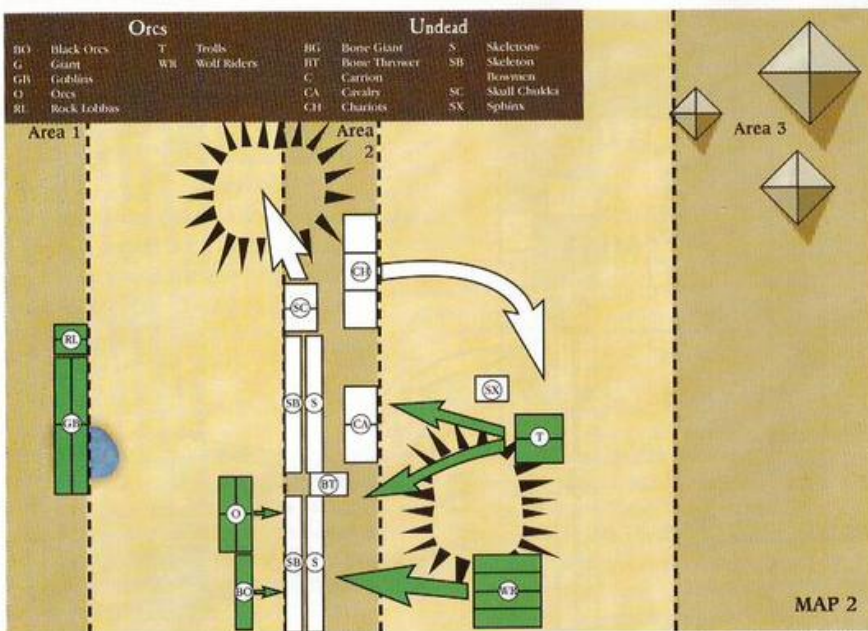 Orcs
BO Black Orcs
G Giant
GB Goblins
O Orcs
RL Rock Lobbas
T Trolls
WR Wolf Riders
Undead
BG Bone Giant
BT Bone Thrower
C Carrion
CA Cavalry
CH Chariots
S Skeletons
SB Skeleton
Bowmen
SC Skull Chukka
SX Sphinx
Area 1
Area
2
Area 3
CH
SC
RL
SX
SB
S
CA
GB
T
BT
O
SB
S
BO
WR
MAP 2